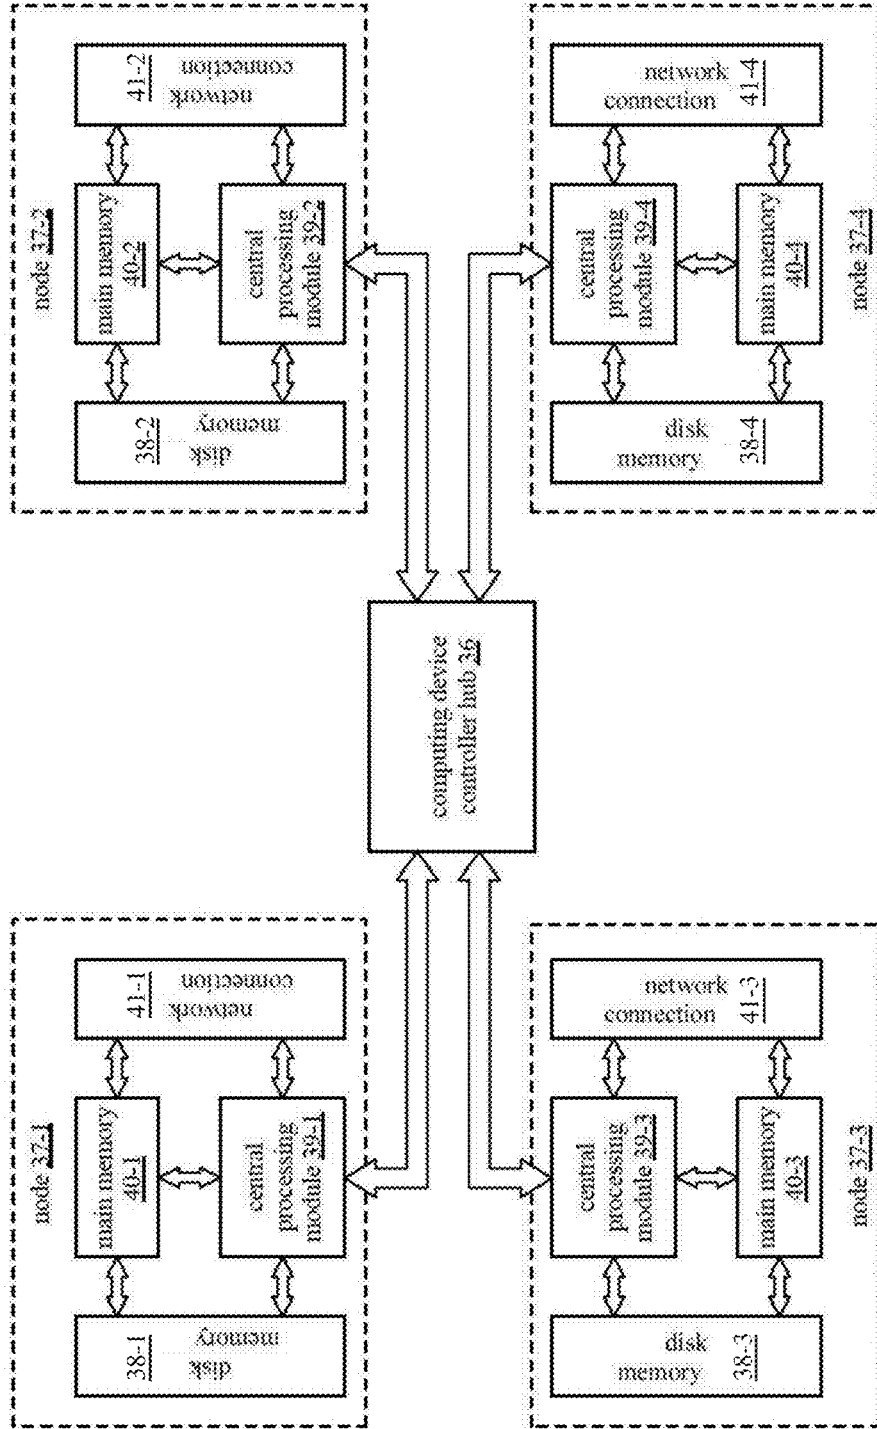 node 37-1
main memory
40-1
central
processing
module 39-1
disk
memory
38-1
network
connection
41-1
node 37-2
main memory
40-2
central
processing
module 39-2
disk
memory
38-2
network
connection
41-2
computing device
controller hub 36
central
processing
module 39-3
main memory
40-3
disk
memory
38-3
network
connection
41-3
node 37-3
central
processing
module 39-4
main memory
40-4
disk
memory
38-4
network
connection
41-4
node 37-4